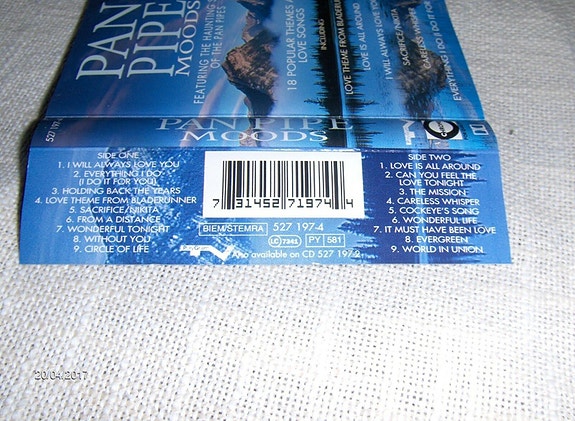 PAN
PIPE
MOODS
FEATURING THE HAUNTING
OF THE PAN PIPES
18 POPULAR THEMES
LOVE SONGS
INCLUDING
LOVE THEME FROM BLADERUNNER
LOVE IS ALL AROUND
I WILL ALWAYS LOVE YOU
SACRIFICE/NIKITA
CARELESS WHISPER
EVERYTHING I DO (I DO IT FOR
527 197-4
PAN PIPE
MOODS
SIDE ONE
1. I WILL ALWAYS LOVE YOU
2. EVERYTHING I DO
(I DO IT FOR YOU)
3. HOLDING BACK THE YEARS
4. LOVE THEME FROM BLADERUNNER
5. SACRIFICE/NIKITA
6. FROM A DISTANCE
7. WONDERFUL TONIGHT
8. WITHOUT YOU
9. CIRCLE OF LIFE
7 31452 71974 4
BIEM/STEMRA 527 197-4
LC 7241 PY 581
Also available on CD 527 197-2
SIDE TWO
1. LOVE IS ALL AROUND
2. CAN YOU FEEL THE
LOVE TONIGHT
3. THE MISSION
4. CARELESS WHISPER
5. COCKEYE'S SONG
6. WONDERFUL LIFE
7. IT MUST HAVE BEEN LOVE
8. EVERGREEN
9. WORLD IN UNION
20/04/2017